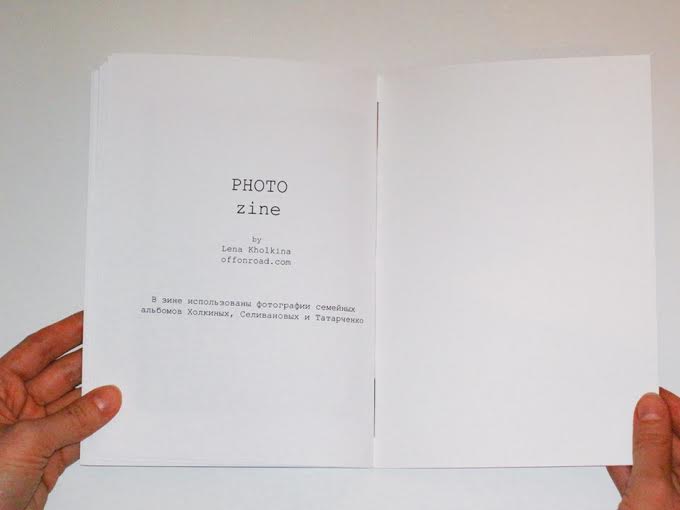 PHOTO
zine
by
Lena Kholkina
offonroad.com
В зине использованы фотографии семейных
альбомов Холкиных, Селивановых и Татарченко